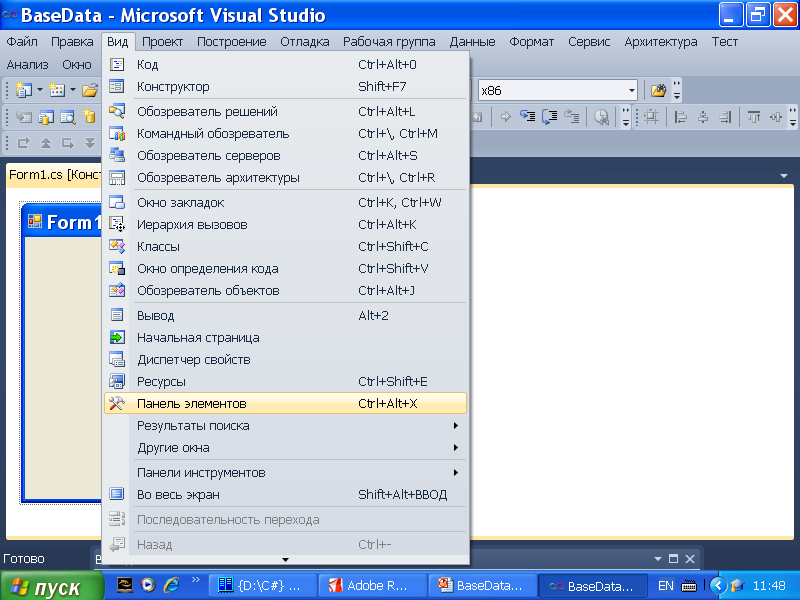 BaseData - Microsoft Visual Studio
Файл Правка Вид Проект Построение Отладка Рабочая группа Данные Формат Сервис Архитектура Тест
Анализ Окно
x86
Form1.cs [Конс
Form1
Код Ctrl+Alt+0
Конструктор Shift+F7
Обозреватель решений Ctrl+Alt+L
Командный обозреватель Ctrl+\, Ctrl+M
Обозреватель серверов Ctrl+Alt+S
Обозреватель архитектуры Ctrl+\, Ctrl+R
Окно закладок Ctrl+K, Ctrl+W
Иерархия вызовов Ctrl+Alt+K
Классы Ctrl+Shift+C
Окно определения кода Ctrl+Shift+V
Обозреватель объектов Ctrl+Alt+J
Вывод Alt+2
Начальная страница
Диспетчер свойств
Ресурсы Ctrl+Shift+E
Панель элементов Ctrl+Alt+X
Результаты поиска
Другие окна
Панели инструментов
Во весь экран Shift+Alt+ВВОД
Последовательность перехода
Назад Ctrl+-
Готово
пуск {D:\C#} ... Adobe R... BaseData... BaseData... EN 11:48